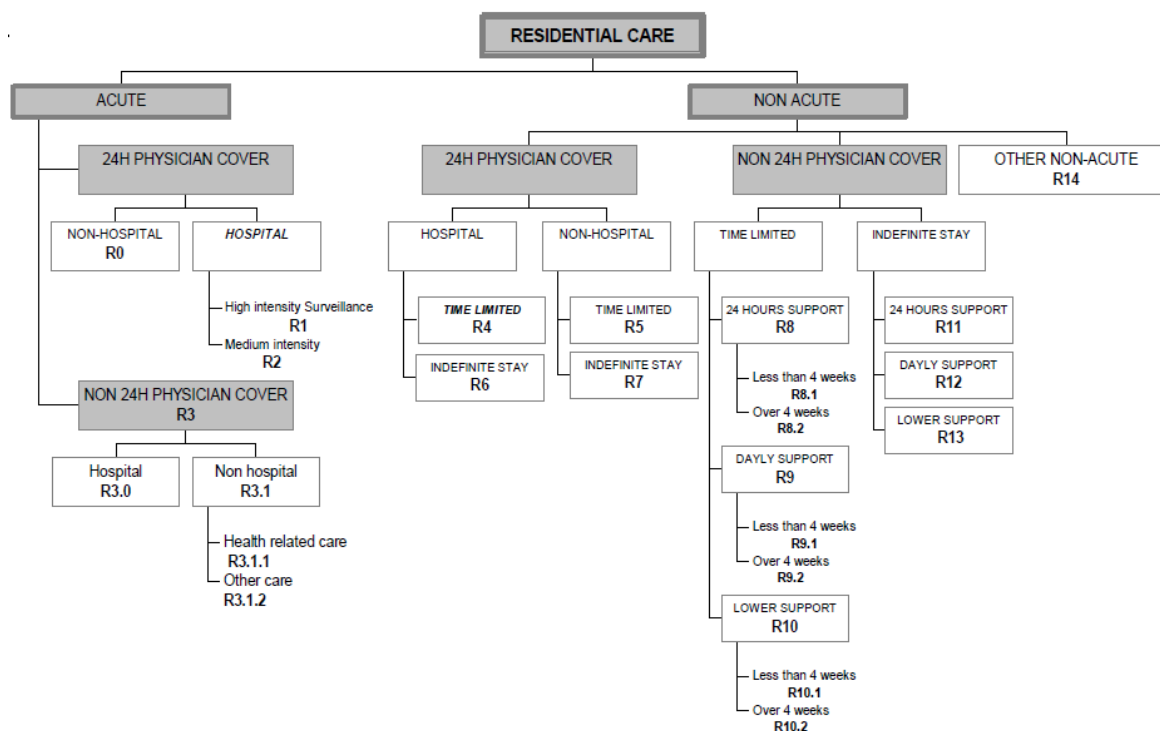 RESIDENTIAL CARE
ACUTE
NON ACUTE
24H PHYSICIAN COVER
24H PHYSICIAN COVER
NON 24H PHYSICIAN COVER
OTHER NON-ACUTE
R14
NON-HOSPITAL
R0
HOSPITAL
HOSPITAL
NON-HOSPITAL
TIME LIMITED
INDEFINITE STAY
High intensity Surveillance
R1
Medium intensity
R2
TIME LIMITED
R4
INDEFINITE STAY
R6
TIME LIMITED
R5
INDEFINITE STAY
R7
24 HOURS SUPPORT
R8
Less than 4 weeks
R8.1
Over 4 weeks
R8.2
24 HOURS SUPPORT
R11
DAYLY SUPPORT
R12
LOWER SUPPORT
R13
NON 24H PHYSICIAN COVER
R3
Hospital
R3.0
Non hospital
R3.1
Health related care
R3.1.1
Other care
R3.1.2
DAYLY SUPPORT
R9
Less than 4 weeks
R9.1
Over 4 weeks
R9.2
LOWER SUPPORT
R10
Less than 4 weeks
R10.1
Over 4 weeks
R10.2